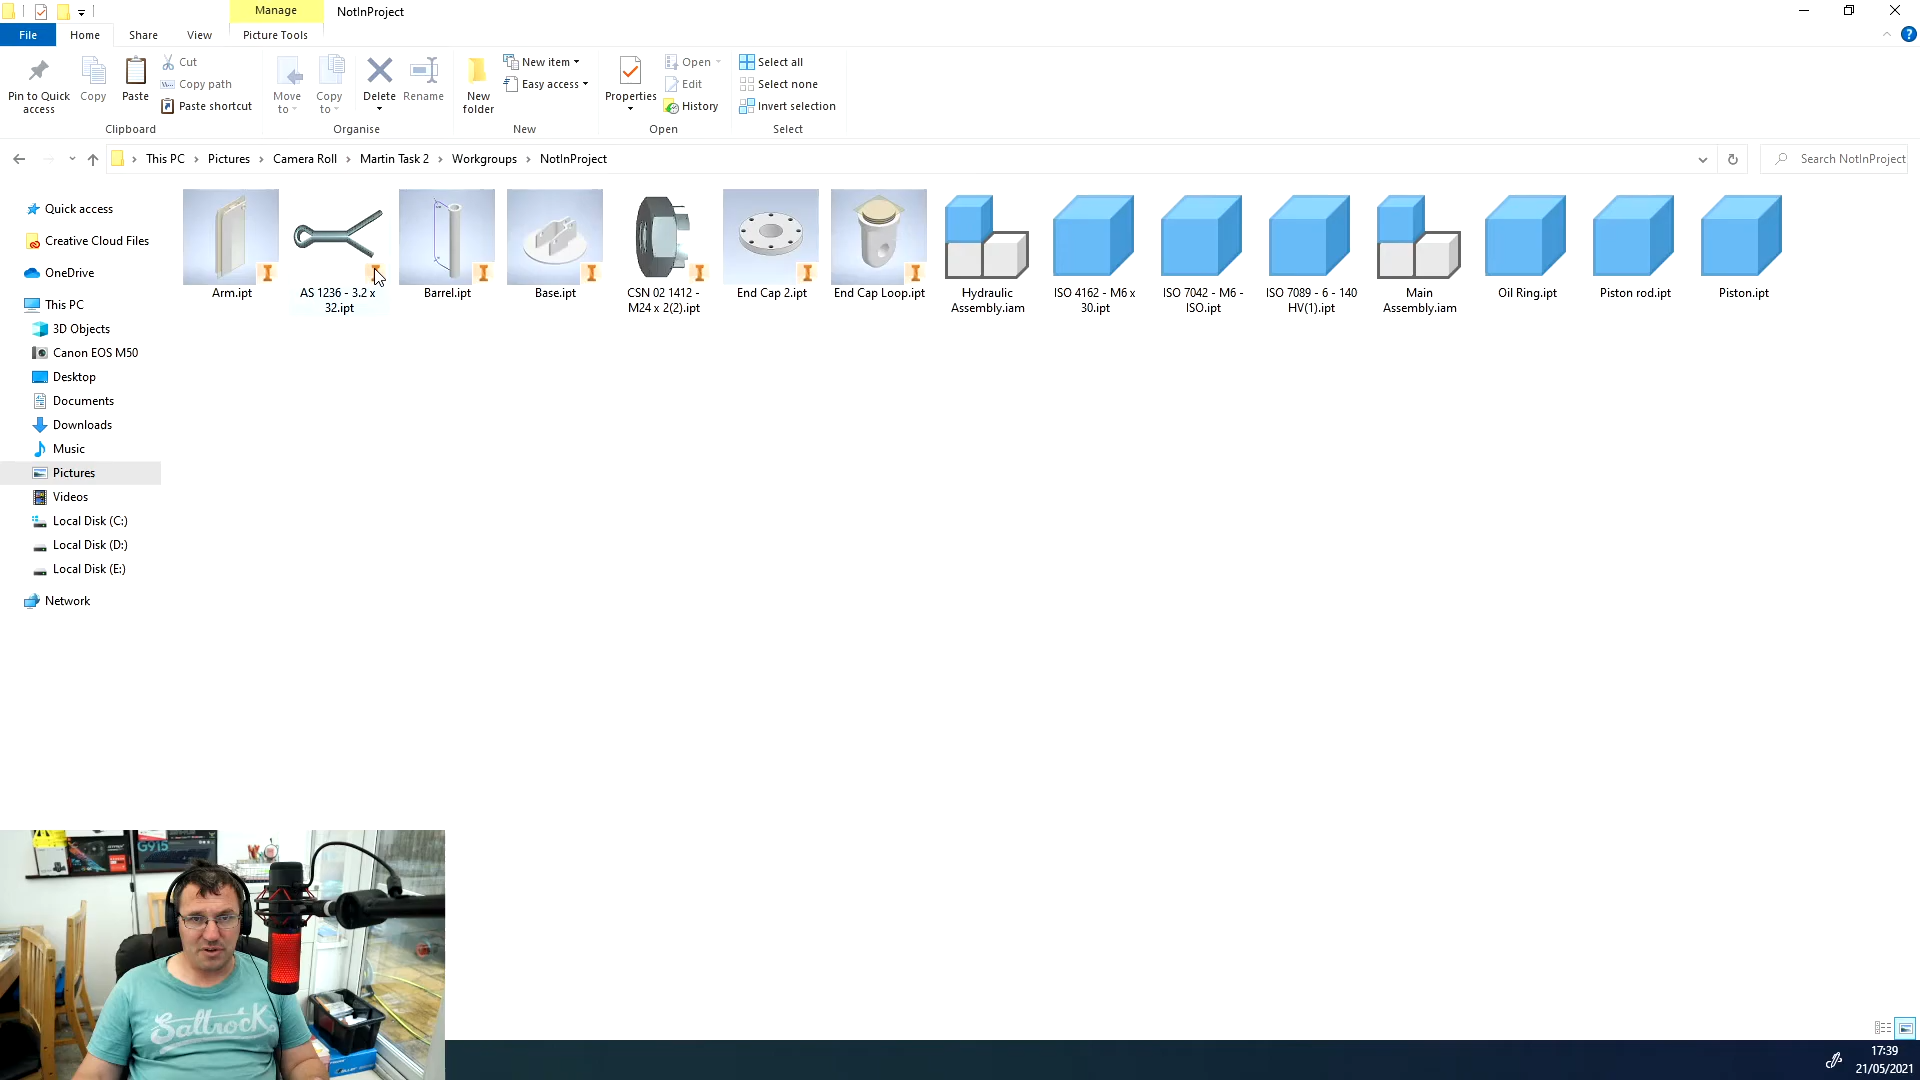 Manage
NotInProject
File
Home
Share
View
Picture Tools
Pin to Quick
access
Copy
Paste
Cut
Copy path
Paste shortcut
Clipboard
Move
to
Copy
to
Delete
Rename
Organise
New
folder
New item
Easy access
New
Properties
Open
Edit
History
Open
Select all
Select none
Invert selection
Select
This PC
Pictures
Camera Roll
Martin Task 2
Workgroups
NotInProject
Search NotInProject
Quick access
Creative Cloud Files
OneDrive
This PC
3D Objects
Canon EOS M50
Desktop
Documents
Downloads
Music
Pictures
Videos
Local Disk (C:)
Local Disk (D:)
Local Disk (E:)
Network
Arm.ipt
AS 1236 - 3.2 x
32.ipt
Barrel.ipt
Base.ipt
CSN 02 1412 -
M24 x 2(2).ipt
End Cap 2.ipt
End Cap Loop.ipt
Hydraulic
Assembly.iam
ISO 4162 - M6 x
30.ipt
ISO 7042 - M6 -
ISO.ipt
ISO 7089 - 6 - 140
HV(1).ipt
Main
Assembly.iam
Oil Ring.ipt
Piston rod.ipt
Piston.ipt
G915
Saltrock
17:39
21/05/2021